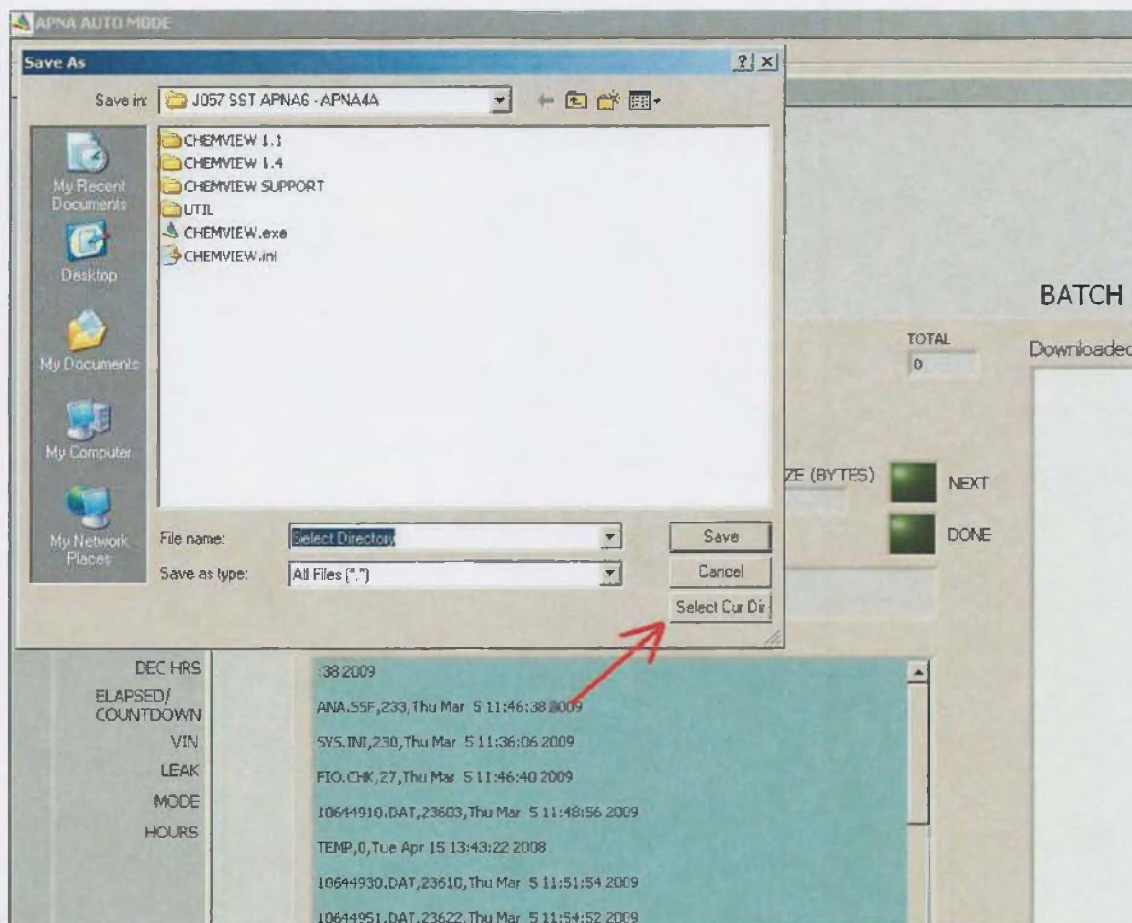 APNA AUTO MODE
Save As
Save in:
J057 SST APNA6 -APNA4A
My Recent
Documents
Desktop
My Documents
My Computer
My Network
Places
CHEMVIEW 1.1
CHEMVIEW 1.4
CHEMVIEW SUPPORT
UTIL
CHEMVIEW.exe
CHEMVIEW.ini
File name:
Select Directory
Save as type:
All Files (*.*)
Save
Cancel
Select Cur Dir
BATCH
TOTAL
0
Downloaded
ZE (BYTES)
NEXT
DONE
DEC HRS
ELAPSED/
COUNTDOWN
VIN
LEAK
MODE
HOURS
:38 2009
ANA.SSF,233,Thu Mar 5 11:46:38 2009
SYS.INI,230,Thu Mar 5 11:36:06 2009
FIO.CHK,27,Thu Mar 5 11:46:40 2009
10644910.DAT,23603,Thu Mar 5 11:48:56 2009
TEMP,0,Tue Apr 15 13:43:22 2008
10644930.DAT,23610,Thu Mar 5 11:51:54 2009
10644951.DAT,23622,Thu Mar 5 11:54:52 2009